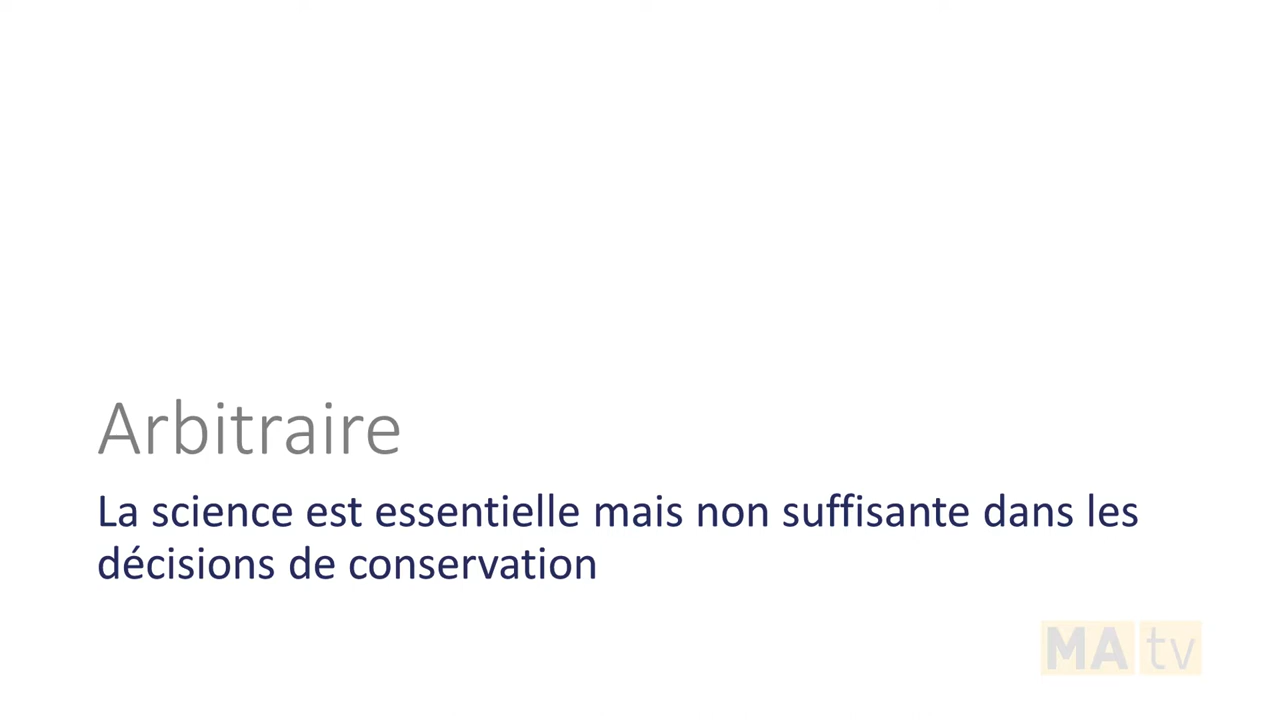 Arbitraire
La science est essentielle mais non suffisante dans les
décisions de conservation
MA tv